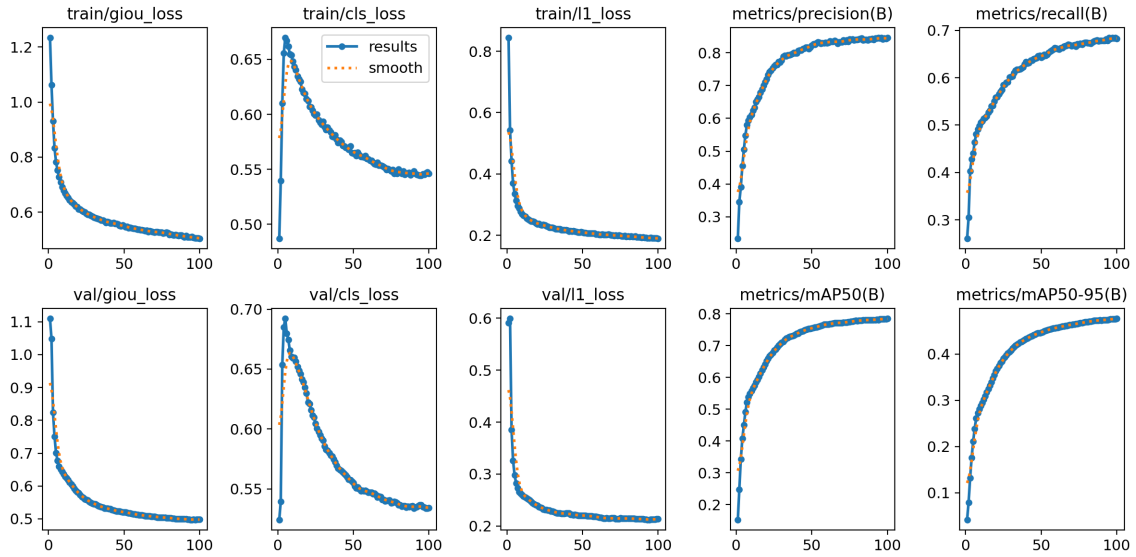 train/giou_loss
train/cls_loss
train/l1_loss
metrics/precision(B)
metrics/recall(B)
1.2
1.0
0.8
0.6
0 50 100
results
smooth
0.65
0.60
0.55
0.50
0 50 100
0.8
0.6
0.4
0.2
0 50 100
0.8
0.7
0.6
0.5
0.4
0.3
0 50 100
0.7
0.6
0.5
0.4
0.3
0 50 100
val/giou_loss
val/cls_loss
val/l1_loss
metrics/mAP50(B)
metrics/mAP50-95(B)
1.1
1.0
0.9
0.8
0.7
0.6
0.5
0 50 100
0.70
0.65
0.60
0.55
0 50 100
0.6
0.5
0.4
0.3
0.2
0 50 100
0.8
0.7
0.6
0.5
0.4
0.3
0.2
0 50 100
0.4
0.3
0.2
0.1
0 50 100